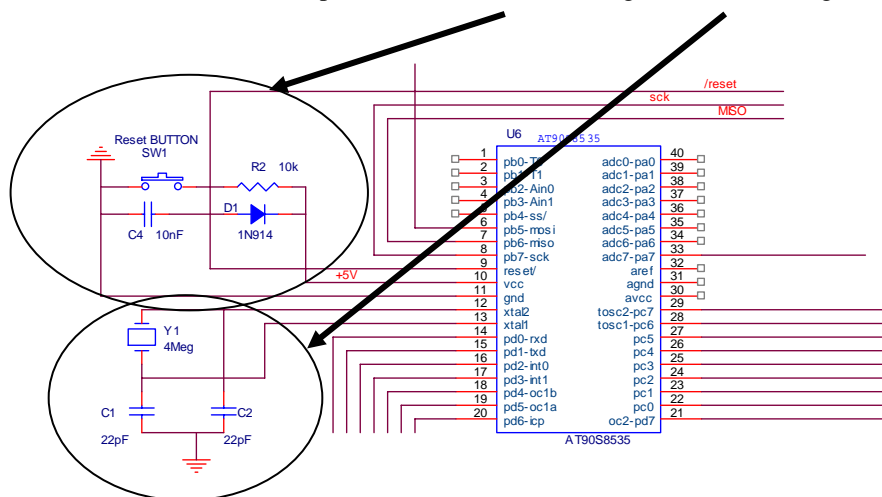 /reset
sck
MISO
Reset BUTTON
SW1
R2 10k
D1
C4 10nF
1N914
+5V
Y1
4Meg
C1
C2
22pF
22pF
U6
1 40 adc0-pa0
2 39 adc1-pa1
3 pb2-Ain0 adc2-pa2 38
4 pb3-Ain1 adc3-pa3 37
pb4-ss/ adc4-pa4 36
6 pb5-mosi adc5-pa5 35
7 pb6-miso adc6-pa6 34
8 pb7-sck adc7-pa7 33
9 reset/ aref 32
10 vcc agnd 31
11 gnd avcc 30
12 xtal2 tosc2-pc7 29
13 xtal1 tosc1-pc6 28
14 pd0-rxd pc5 27
15 pd1-txd pc4 26
16 pd2-int0 pc3 25
17 pd3-int1 pc2 24
18 pd4-oc1b pc1 23
19 pd5-oc1a pc0 22
20 pd6-icp oc2-pd7 21
AT90S8535